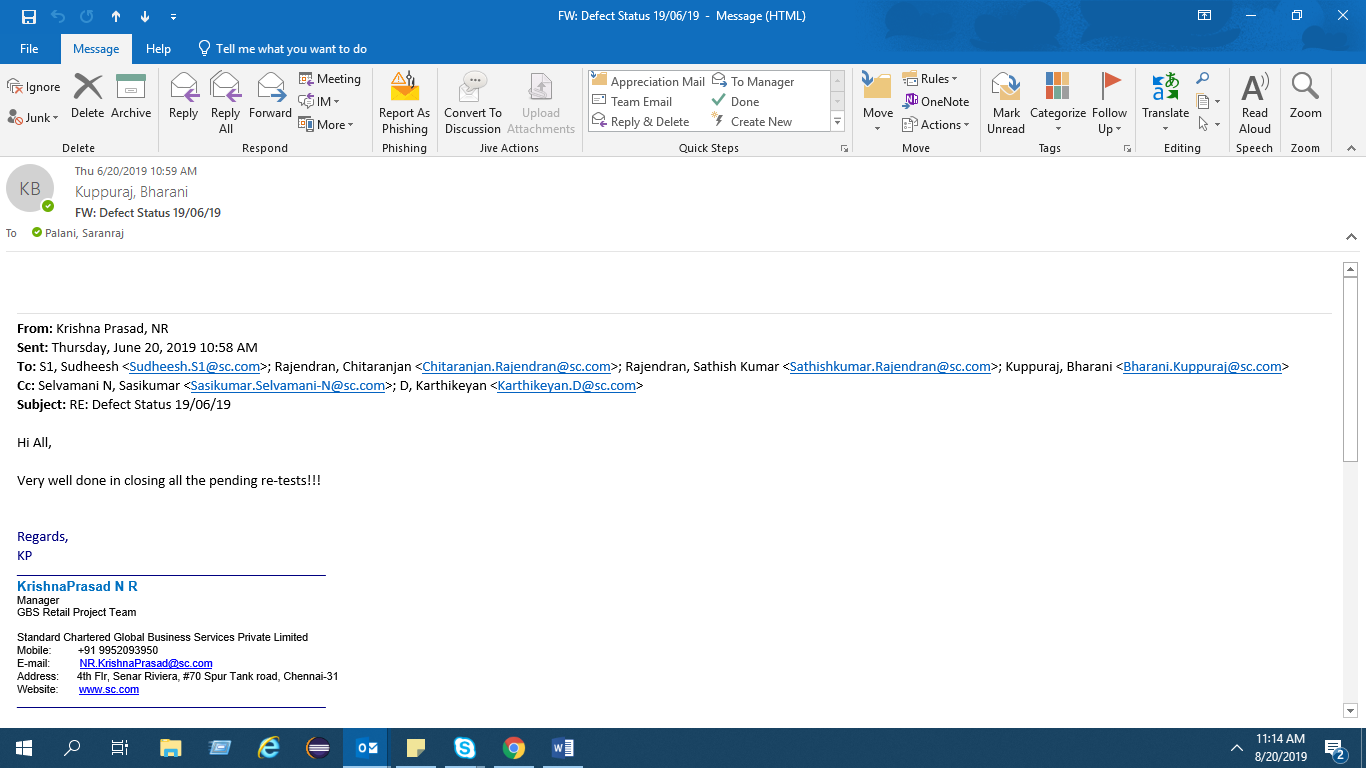 FW: Defect Status 19/06/19 - Message (HTML)
File Message Help Tell me what you want to do
Ignore
Junk
Delete
Archive
Delete
Reply
Reply All
Forward
Meeting
IM
More
Respond
Report As Phishing
Phishing
Convert To Discussion
Upload Attachments
Jive Actions
Appreciation Mail
To Manager
Team Email
Done
Reply & Delete
Create New
Quick Steps
Move
Rules
OneNote
Actions
Move
Mark Unread
Categorize
Follow Up
Tags
Translate
Editing
Read Aloud
Speech
Zoom
Zoom
KB
Thu 6/20/2019 10:59 AM
Kuppuraj, Bharani
FW: Defect Status 19/06/19
To Palani, Saranraj
From: Krishna Prasad, NR
Sent: Thursday, June 20, 2019 10:58 AM
To: S1, Sudheesh <Sudheesh.S1@sc.com>; Rajendran, Chitaranjan <Chitaranjan.Rajendran@sc.com>; Rajendran, Sathish Kumar <Sathishkumar.Rajendran@sc.com>; Kuppuraj, Bharani <Bharani.Kuppuraj@sc.com>
Cc: Selvamani N, Sasikumar <Sasikumar.Selvamani-N@sc.com>; D, Karthikeyan <Karthikeyan.D@sc.com>
Subject: RE: Defect Status 19/06/19
Hi All,
Very well done in closing all the pending re-tests!!!
Regards,
KP
KrishnaPrasad N R
Manager
GBS Retail Project Team
Standard Chartered Global Business Services Private Limited
Mobile: +91 9952093950
E-mail: NR.KrishnaPrasad@sc.com
Address: 4th Flr, Senar Riviera, #70 Spur Tank road, Chennai-31
Website: www.sc.com
11:14 AM
8/20/2019
2